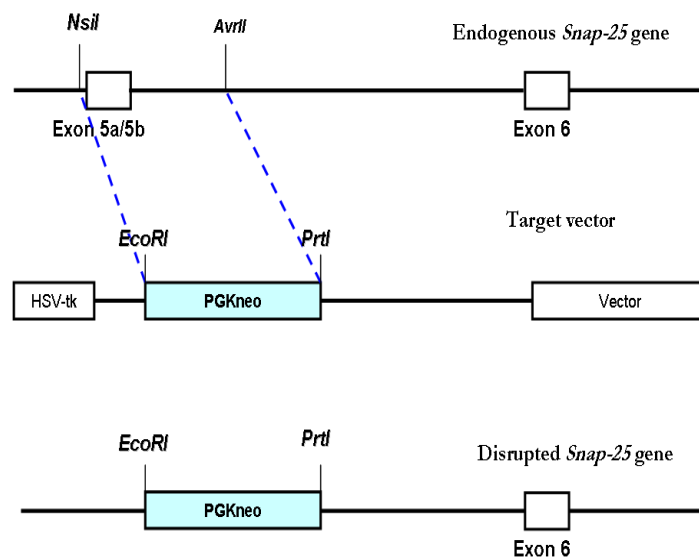 NsiI
AvrII
Endogenous Snap-25 gene
Exon 5a/5b
Exon 6
Target vector
EcoRI
PrtI
HSV-tk
PGKneo
Vector
EcoRI
PrtI
Disrupted Snap-25 gene
PGKneo
Exon 6